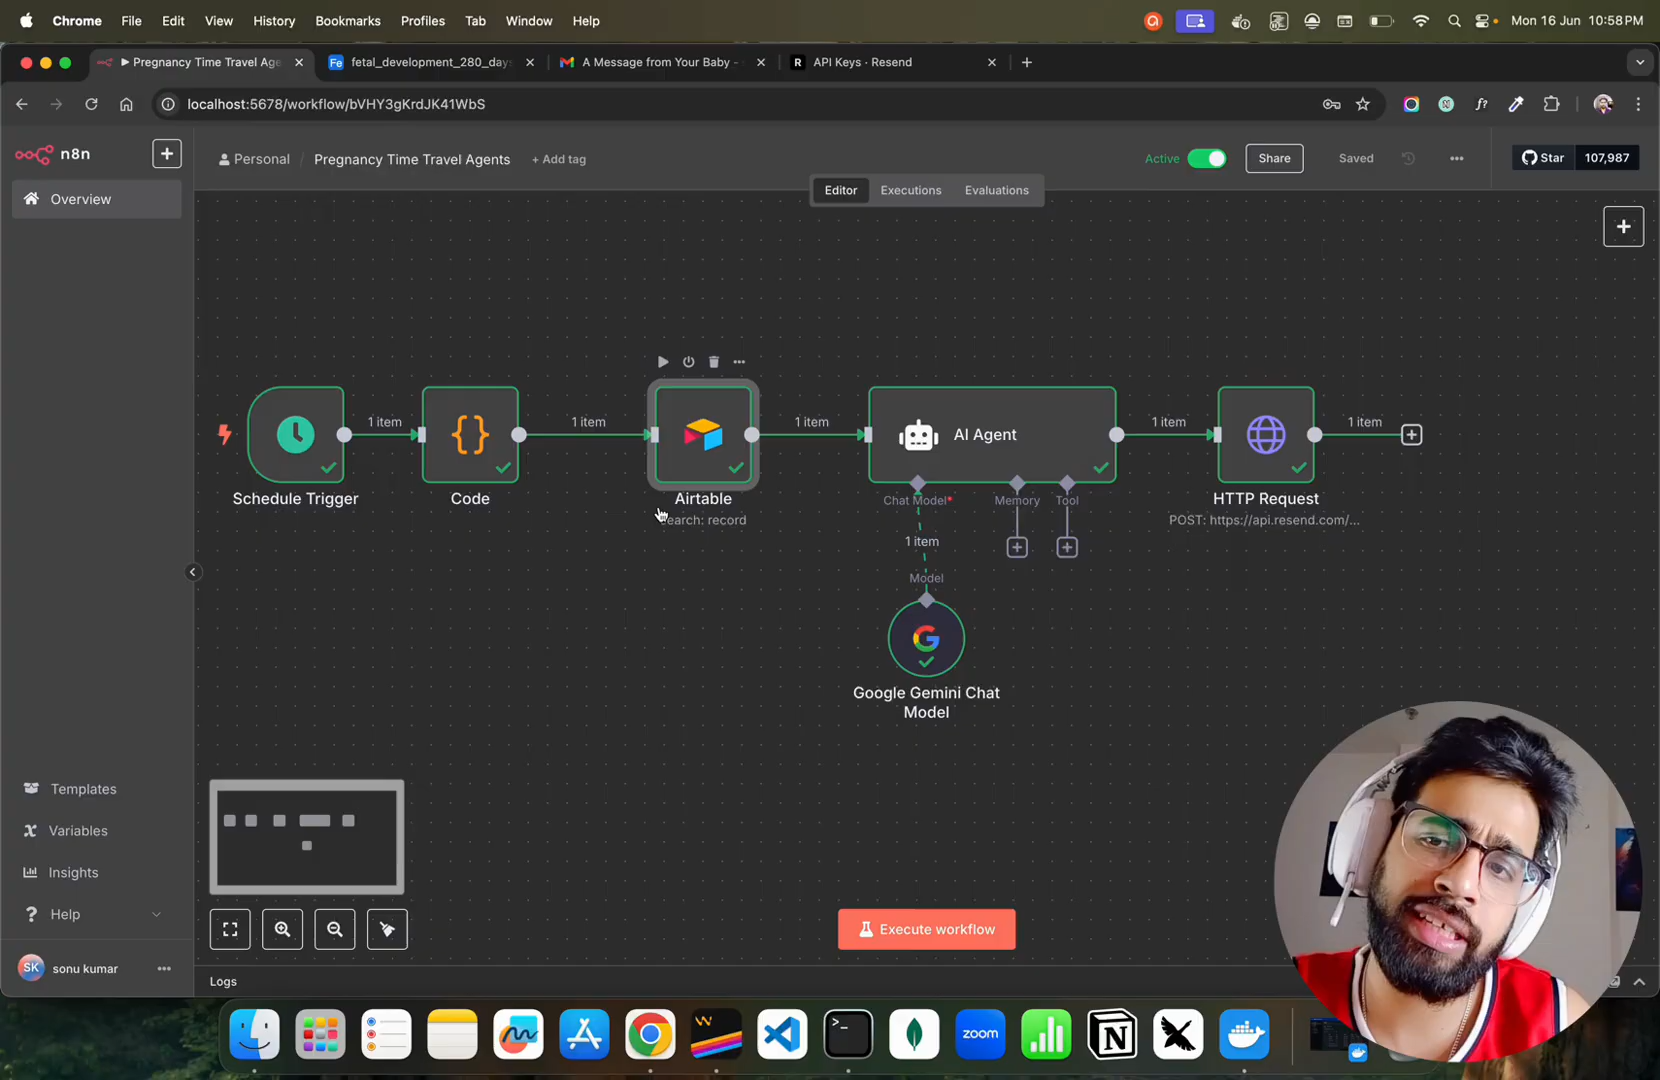 Chrome File Edit View History Bookmarks Profiles Tab Window Help Mon 16 Jun 10:58 PM
Pregnancy Time Travel Age fetal_development_280_days A Message from Your Baby - API Keys · Resend
localhost:5678/workflow/bVHY3gKrdJK41WbS
n8n Personal / Pregnancy Time Travel Agents + Add tag Active Share Saved Star 107,987
Overview
Editor Executions Evaluations
1 item 1 item 1 item 1 item 1 item
AI Agent
Schedule Trigger Code Airtable HTTP Request
Chat Model* Memory Tool
search: record POST: https://api.resend.com/...
1 item
Model
Google Gemini Chat
Model
Templates
Variables
Insights
Help
Execute workflow
SK sonu kumar
Logs
zoom